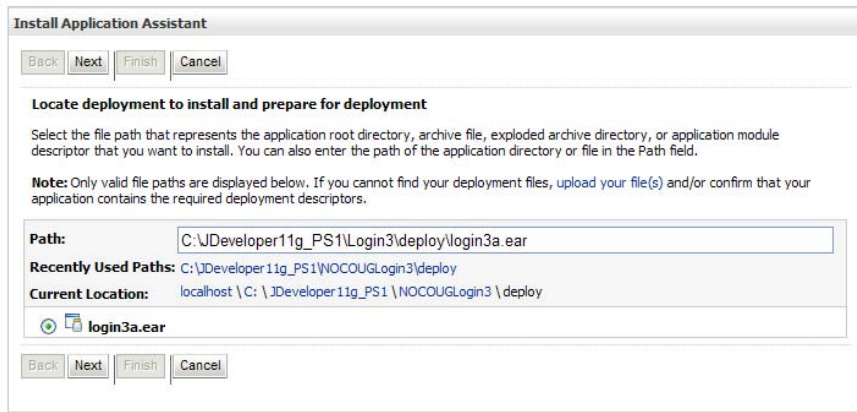 Install Application Assistant
Back Next Finish Cancel
Locate deployment to install and prepare for deployment
Select the file path that represents the application root directory, archive file, exploded archive directory, or application module
descriptor that you want to install. You can also enter the path of the application directory or file in the Path field.
Note: Only valid file paths are displayed below. If you cannot find your deployment files, upload your file(s) and/or confirm that your
application contains the required deployment descriptors.
Path: C:\JDeveloper11g_PS1\Login3\deploy\login3a.ear
Recently Used Paths: C:\JDeveloper11g_PS1\NOCOUGLogin3\deploy
Current Location: localhost \ C: \ JDeveloper11g_PS1 \ NOCOUGLogin3 \ deploy
login3a.ear
Back Next Finish Cancel